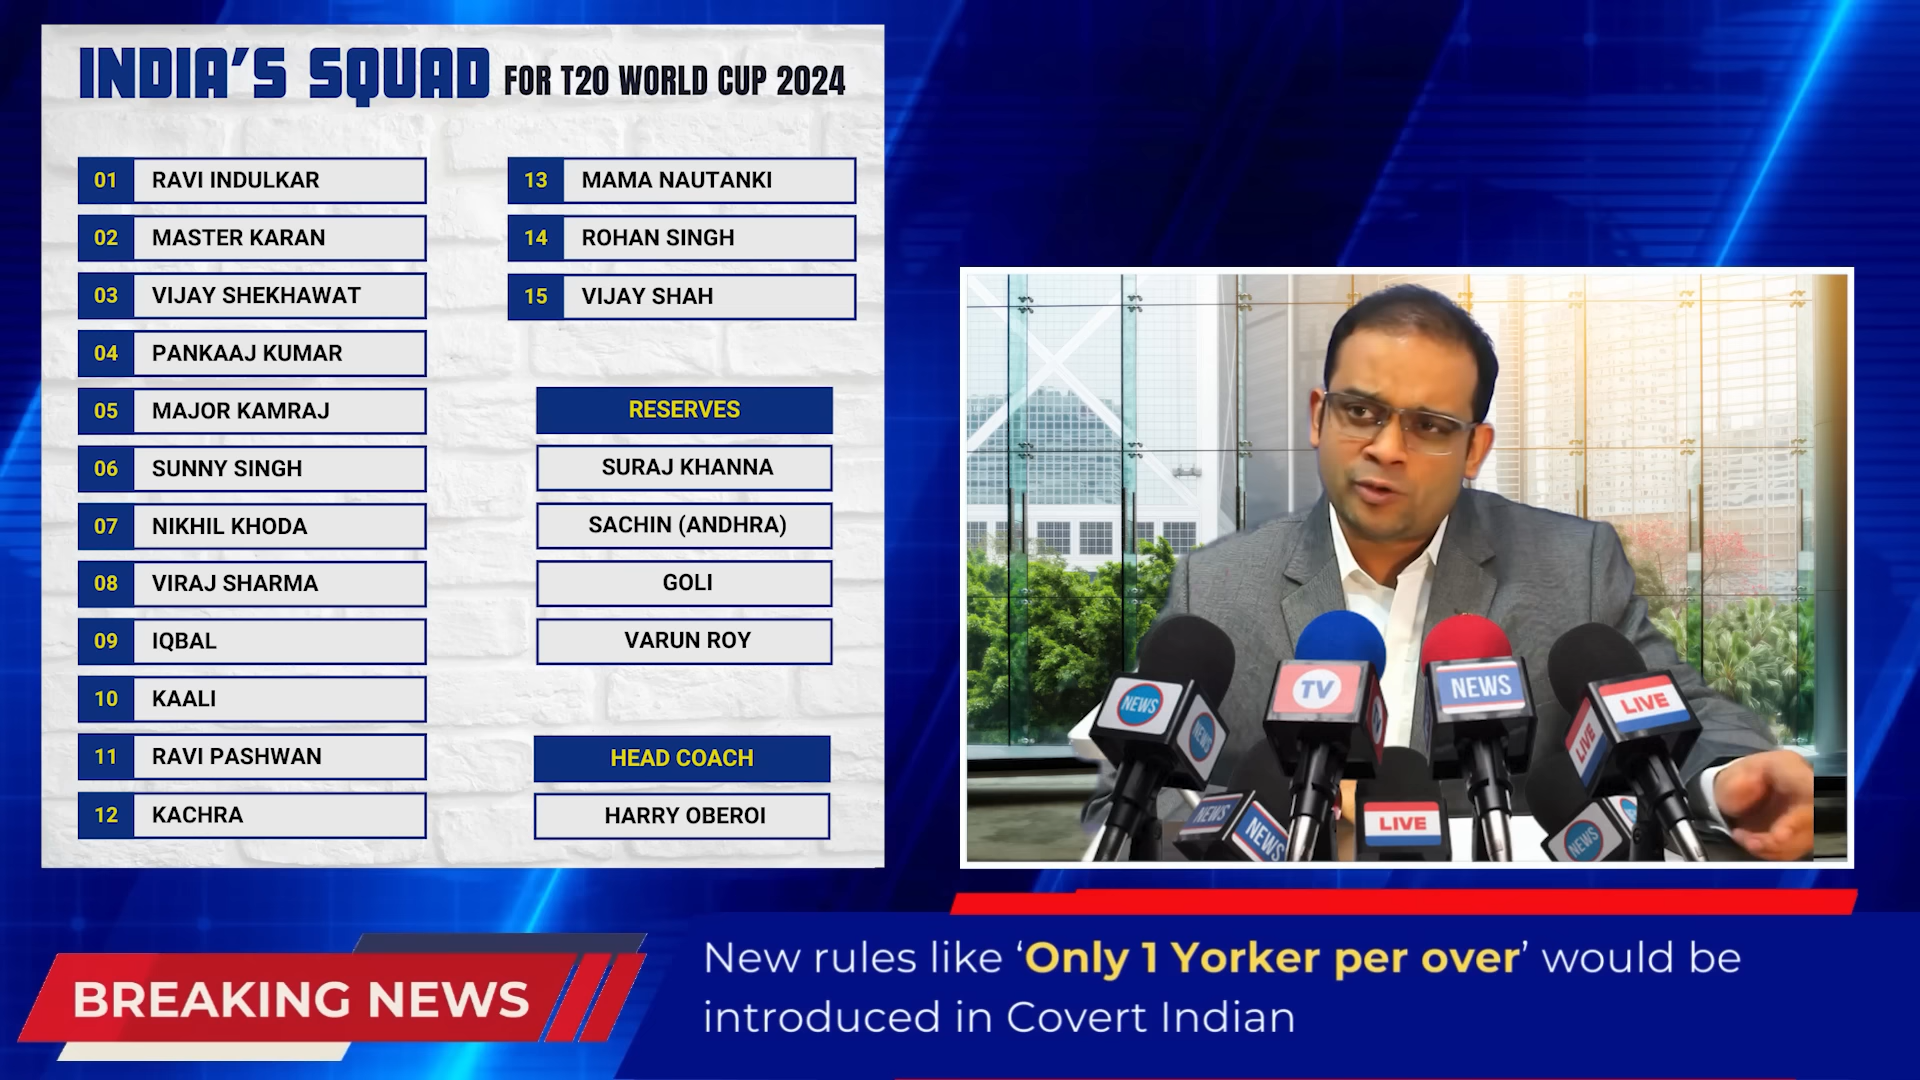 INDIA'S SQUAD FOR T20 WORLD CUP 2024
01 RAVI INDULKAR
02 MASTER KARAN
03 VIJAY SHEKHAWAT
04 PANKAAJ KUMAR
05 MAJOR KAMRAJ
06 SUNNY SINGH
07 NIKHIL KHODA
08 VIRAJ SHARMA
09 IQBAL
10 KAALI
11 RAVI PASHWAN
12 KACHRA
13 MAMA NAUTANKI
14 ROHAN SINGH
15 VIJAY SHAH
RESERVES
SURAJ KHANNA
SACHIN (ANDHRA)
GOLI
VARUN ROY
HEAD COACH
HARRY OBEROI
NEWS
NEWS
TV
TV
NEWS
LIVE
LIVE
NEWS
NEWS
LIVE
NEWS
BREAKING NEWS
New rules like ‘Only 1 Yorker per over’ would be
introduced in Covert Indian